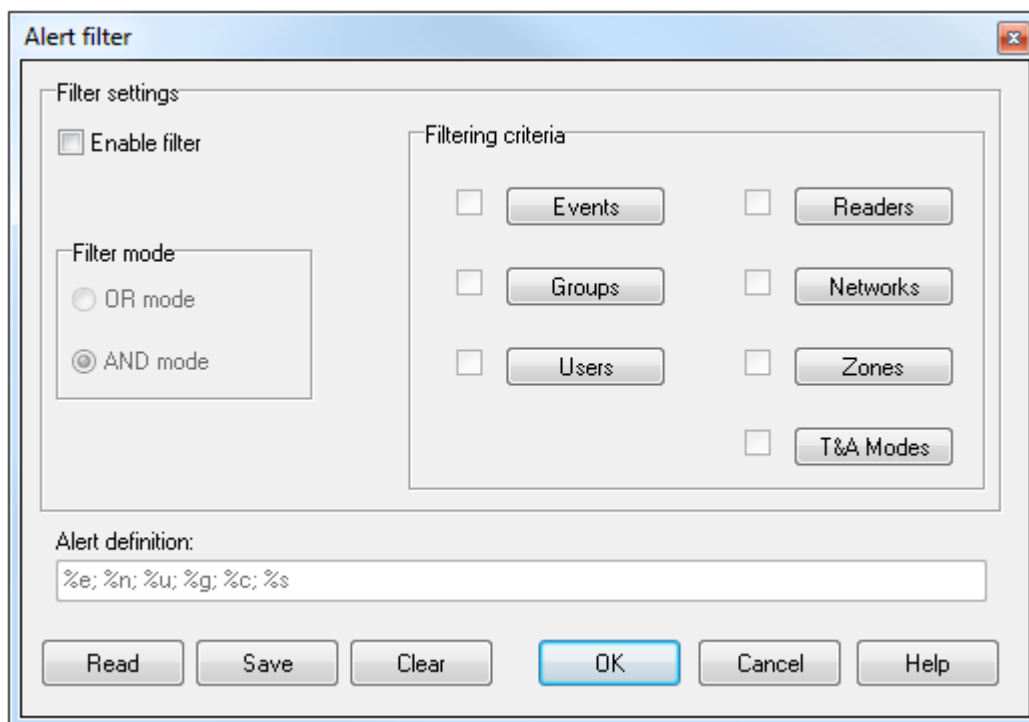 Alert filter
Filter settings
Enable filter
Filter mode
OR mode
AND mode
Filtering criteria
Events
Readers
Groups
Networks
Users
Zones
T&A Modes
Alert definition:
%e; %n; %u; %g; %c; %s
Read
Save
Clear
OK
Cancel
Help